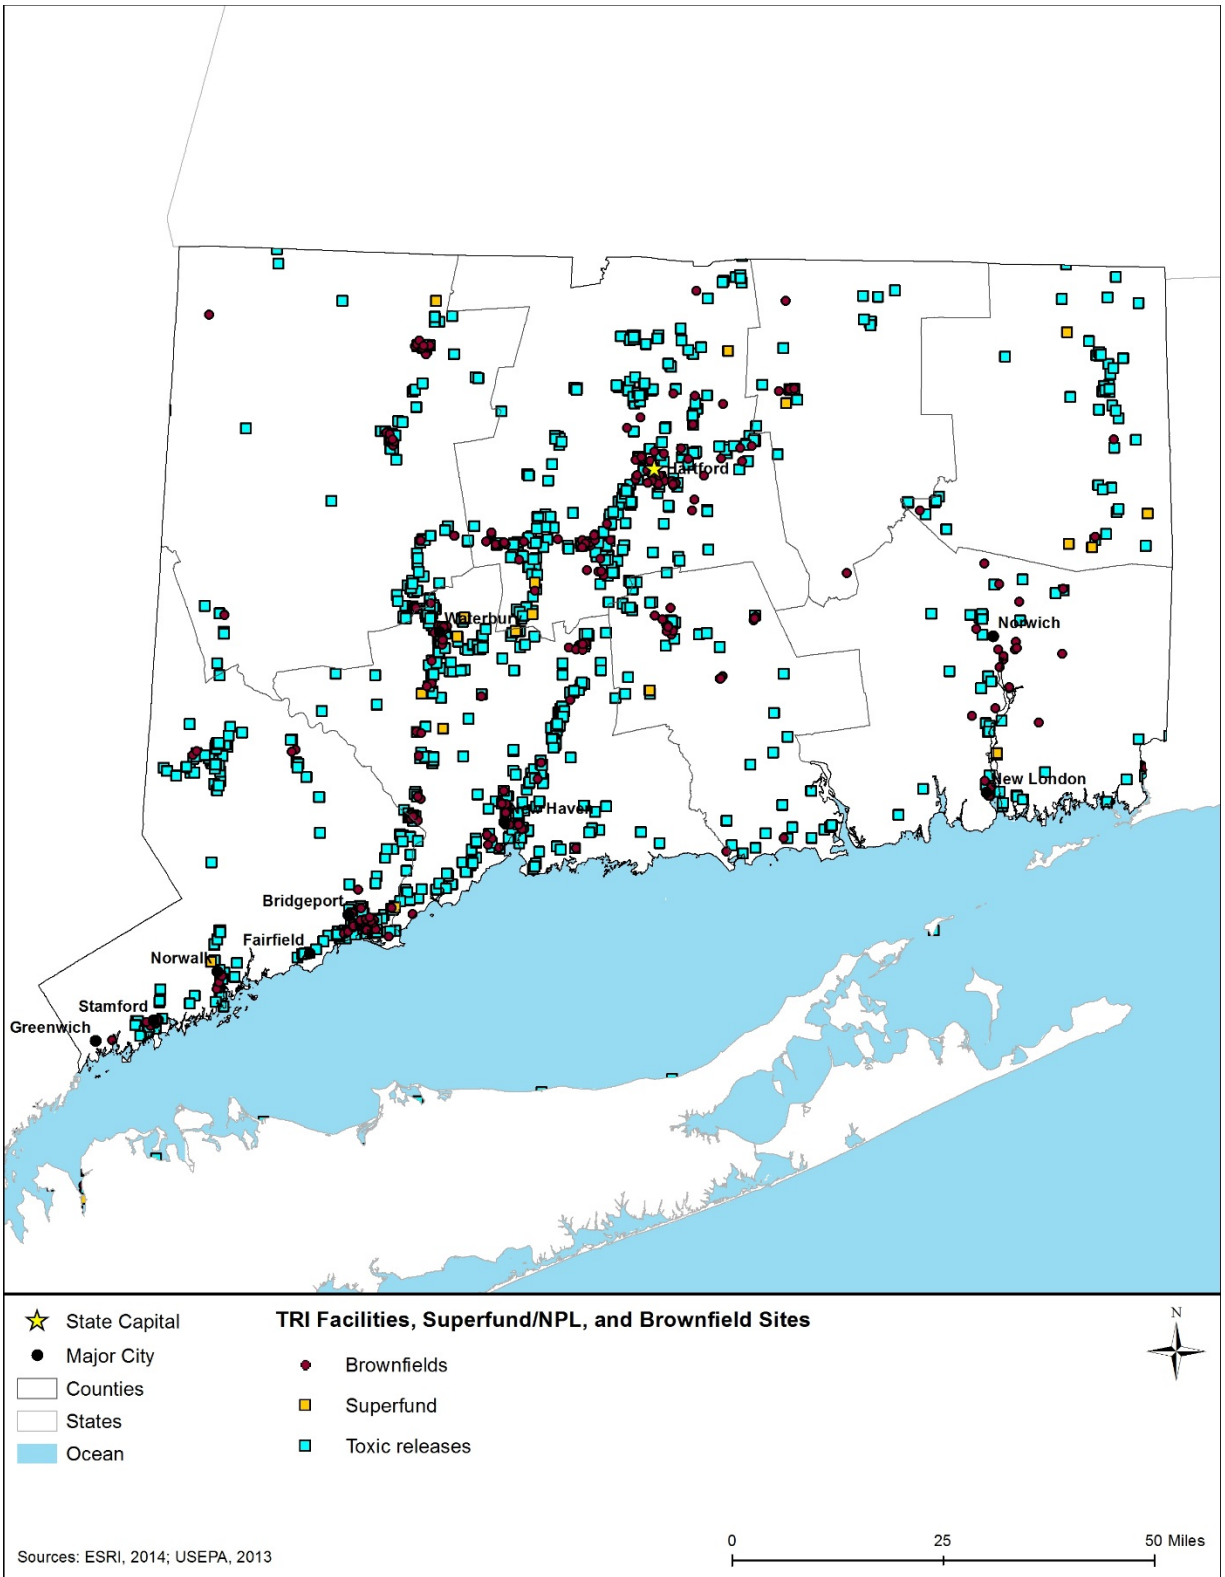 Hartford
Waterbury
Norwich
New London
New Haven
Bridgeport
Fairfield
Norwalk
Stamford
Greenwich
State Capital
Major City
Counties
States
Ocean
TRI Facilities, Superfund/NPL, and Brownfield Sites
Brownfields
Superfund
Toxic releases
N
0 25 50 Miles
Sources: ESRI, 2014; USEPA, 2013